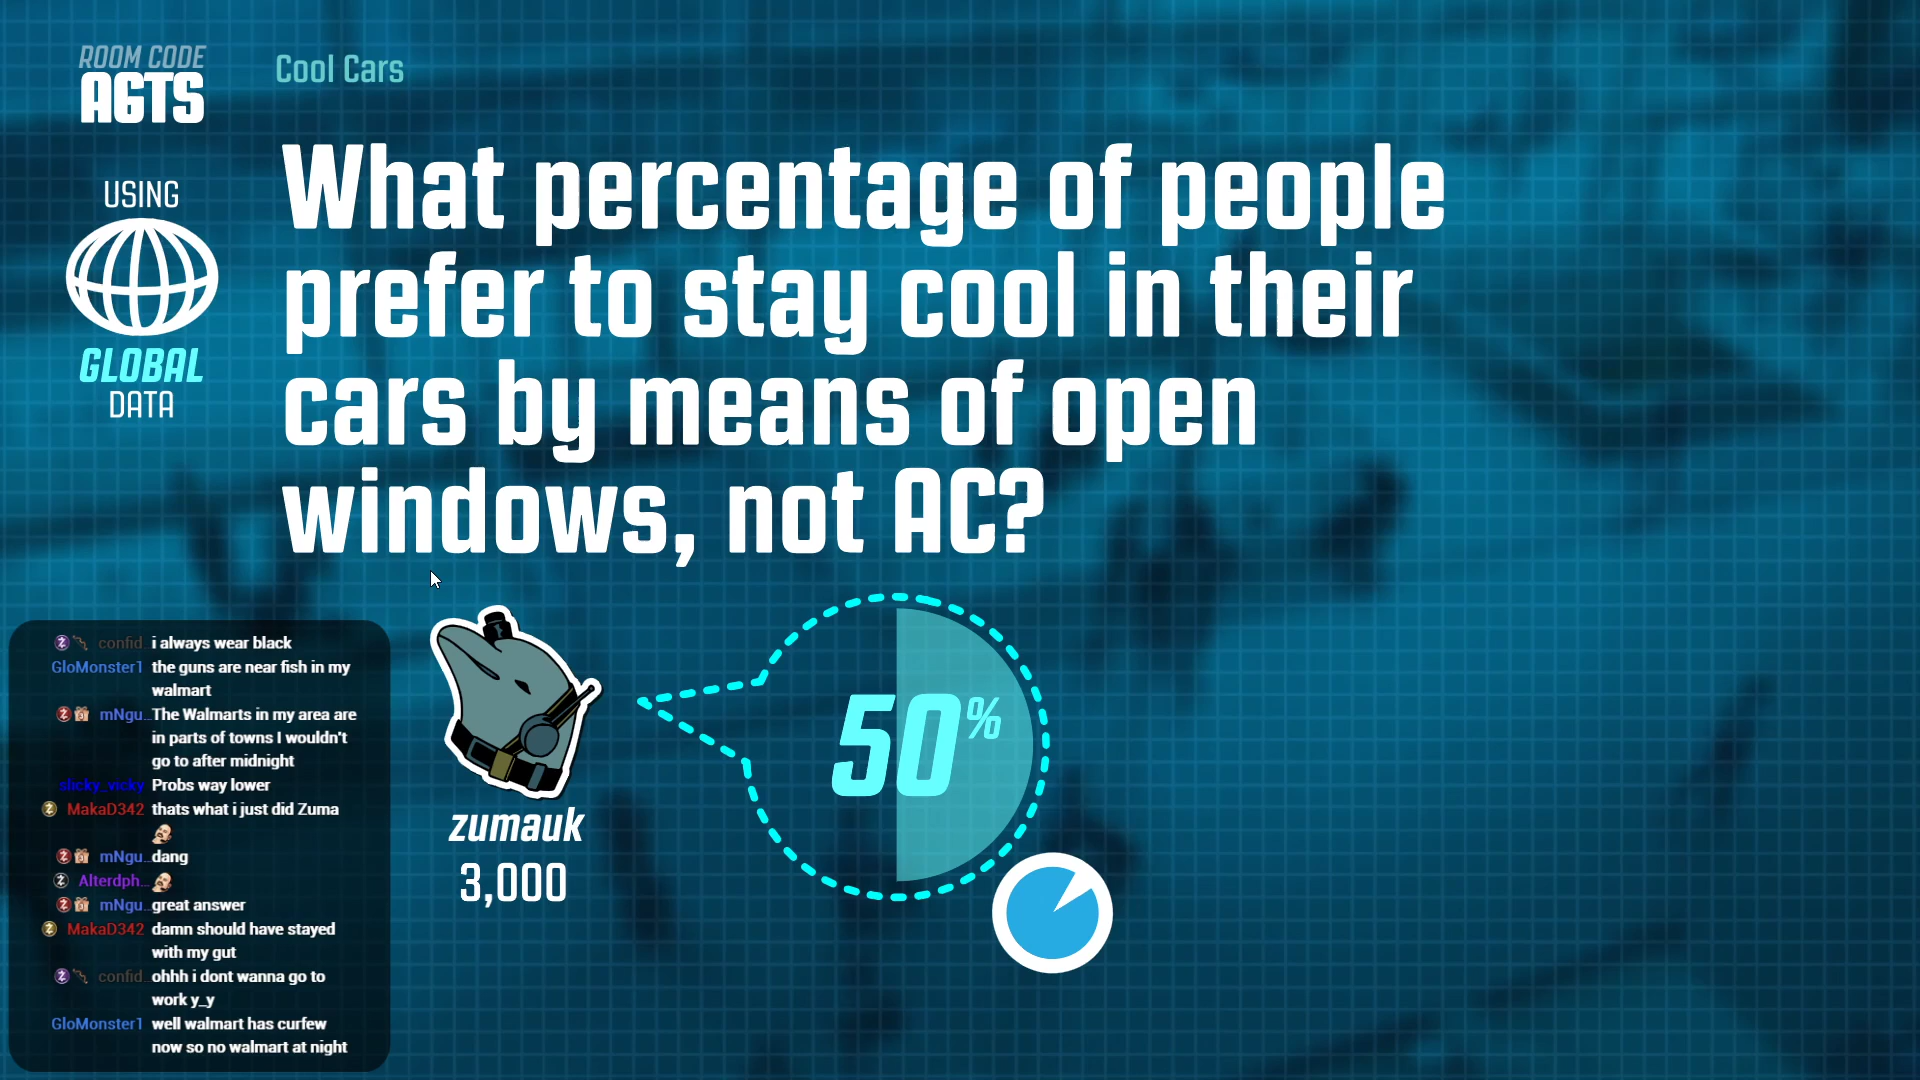 ROOM CODE
AGTS
Cool Cars
USING
GLOBAL
DATA
What percentage of people
prefer to stay cool in their
cars by means of open
windows, not AC?
50%
zumauk
3,000
confid... i always wear black
GloMonster1 the guns are near fish in my
walmart
mNgu... The Walmarts in my area are
in parts of towns I wouldn't
go to after midnight
slicky_vicky Probs way lower
MakaD342 thats what i just did Zuma
mNgu... dang
Alterdph...
mNgu... great answer
MakaD342 damn should have stayed
with my gut
confid... ohhh i dont wanna go to
work y_y
GloMonster1 well walmart has curfew
now so no walmart at night